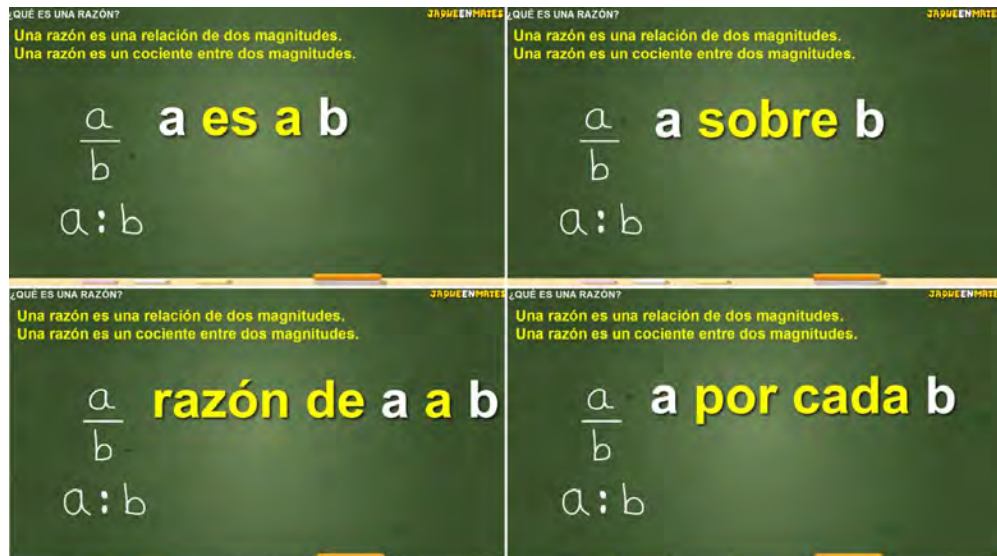 ¿QUÉ ES UNA RAZÓN?
JAQUEENMATES
Una razón es una relación de dos magnitudes.
Una razón es un cociente entre dos magnitudes.
a
b
a es a b
a : b
¿QUÉ ES UNA RAZÓN?
JAQUEENMATES
Una razón es una relación de dos magnitudes.
Una razón es un cociente entre dos magnitudes.
a
b
a sobre b
a : b
¿QUÉ ES UNA RAZÓN?
JAQUEENMATES
Una razón es una relación de dos magnitudes.
Una razón es un cociente entre dos magnitudes.
a
b
razón de a a b
a : b
¿QUÉ ES UNA RAZÓN?
JAQUEENMATE
Una razón es una relación de dos magnitudes.
Una razón es un cociente entre dos magnitudes.
a
b
a por cada b
a : b